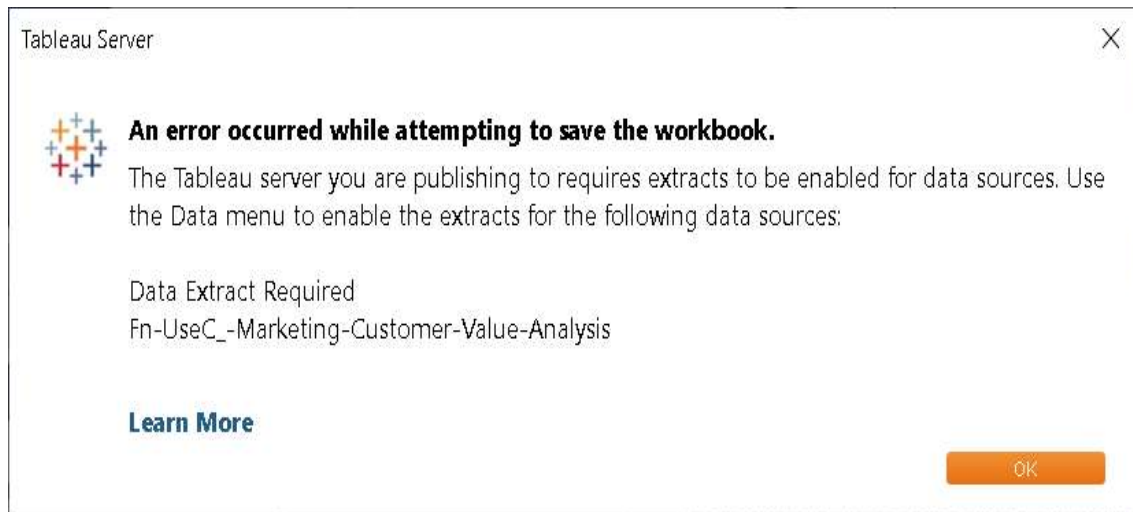 Tableau Server
An error occurred while attempting to save the workbook.
The Tableau server you are publishing to requires extracts to be enabled for data sources. Use
the Data menu to enable the extracts for the following data sources:
Data Extract Required
Fn-UseC_-Marketing-Customer-Value-Analysis
Learn More
OK